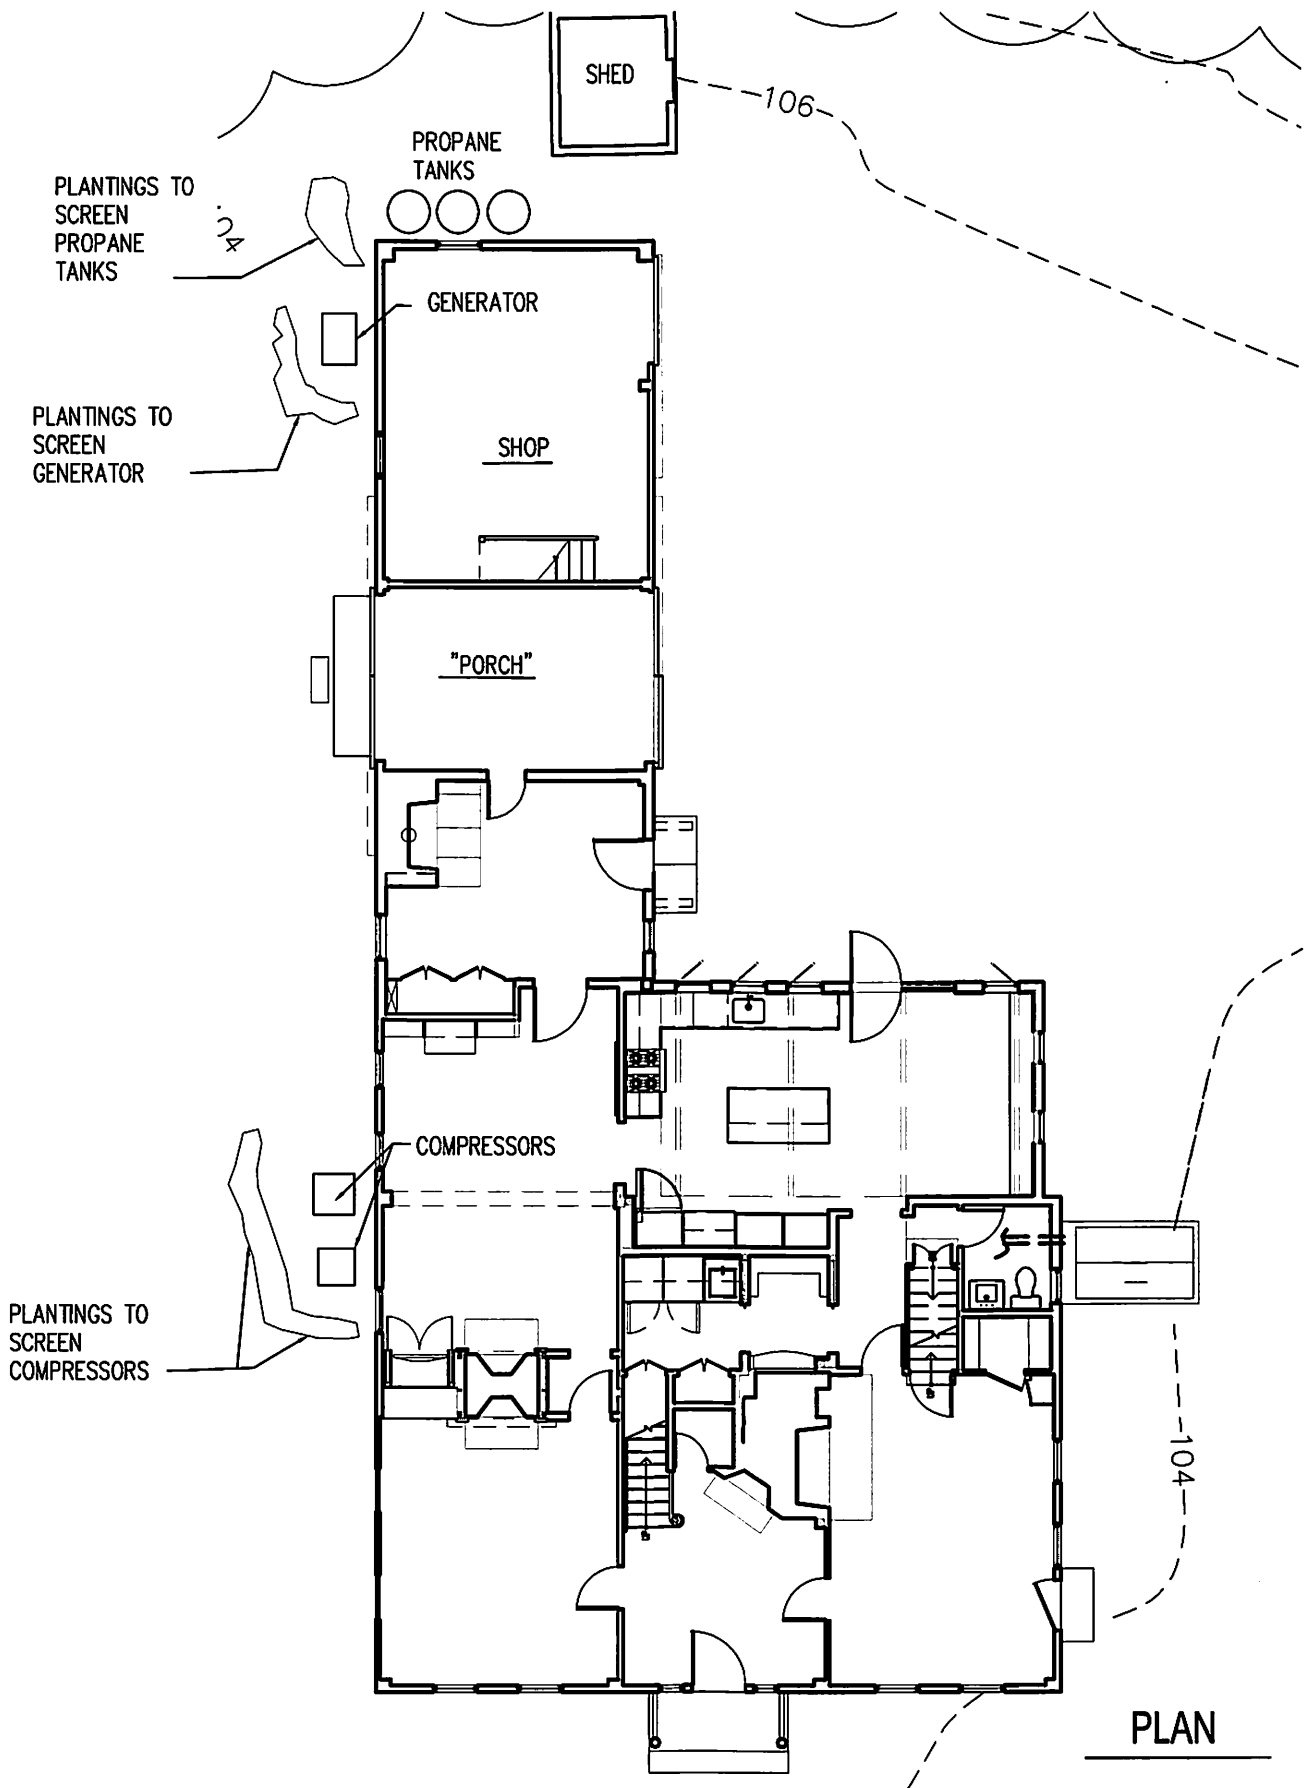 SHED
106
PROPANE
TANKS
PLANTINGS TO
SCREEN
PROPANE
TANKS
GENERATOR
PLANTINGS TO
SCREEN
GENERATOR
SHOP
"PORCH"
COMPRESSORS
PLANTINGS TO
SCREEN
COMPRESSORS
104
PLAN